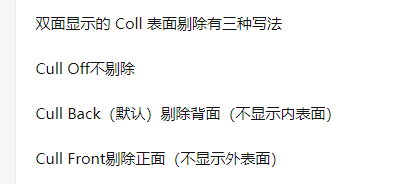 双面显示的 Coll 表面剔除有三种写法
Cull Off不剔除
Cull Back（默认）剔除背面（不显示内表面）
Cull Front剔除正面（不显示外表面）